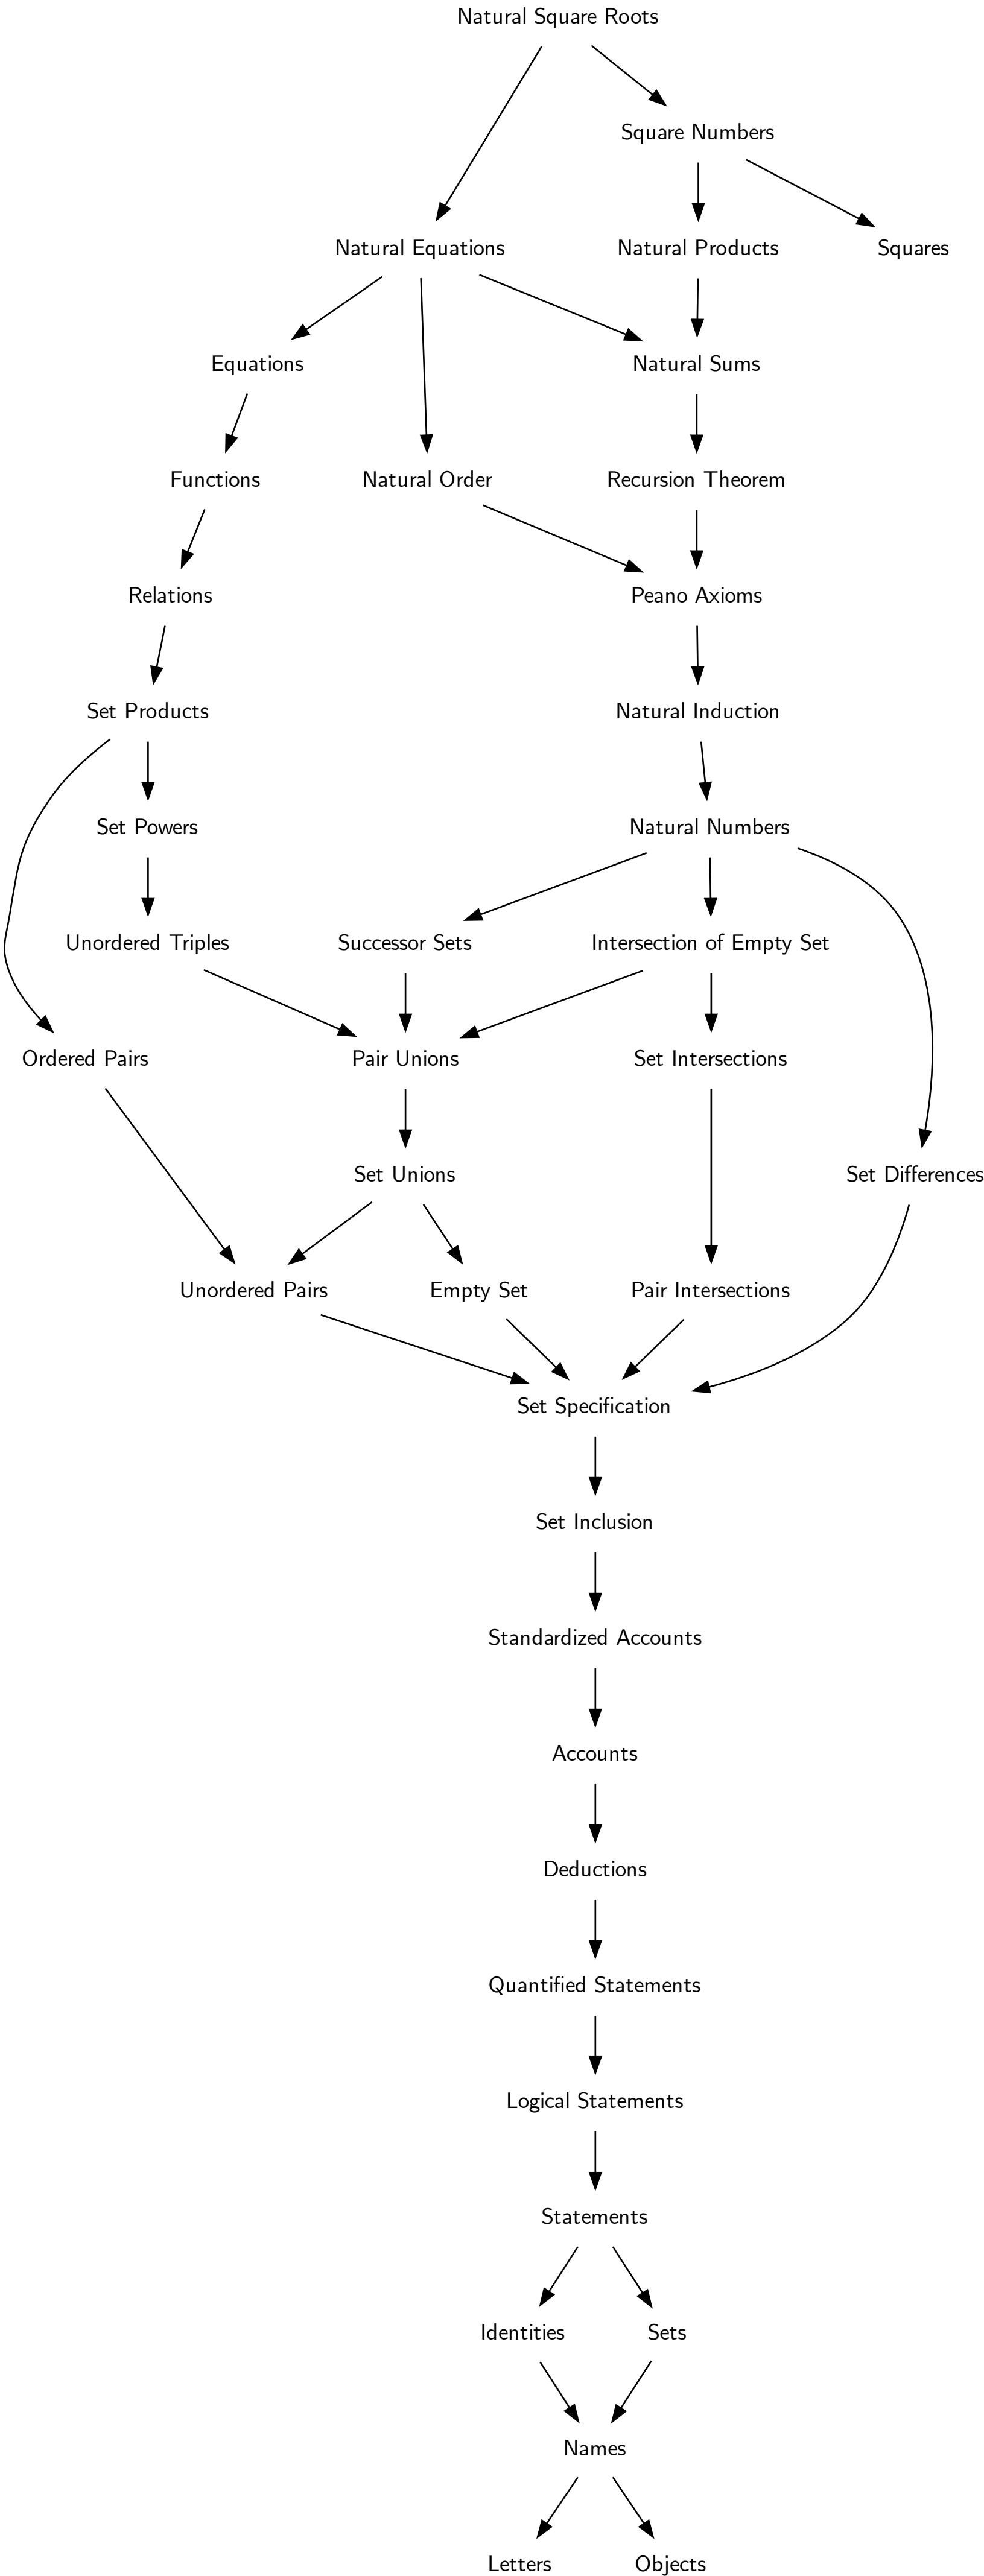 Natural Square Roots
Square Numbers
Natural Equations
Natural Products
Squares
Equations
Natural Sums
Functions
Natural Order
Recursion Theorem
Relations
Peano Axioms
Set Products
Natural Induction
Set Powers
Natural Numbers
Unordered Triples
Successor Sets
Intersection of Empty Set
Ordered Pairs
Pair Unions
Set Intersections
Set Unions
Set Differences
Unordered Pairs
Empty Set
Pair Intersections
Set Specification
Set Inclusion
Standardized Accounts
Accounts
Deductions
Quantified Statements
Logical Statements
Statements
Identities
Sets
Names
Letters
Objects